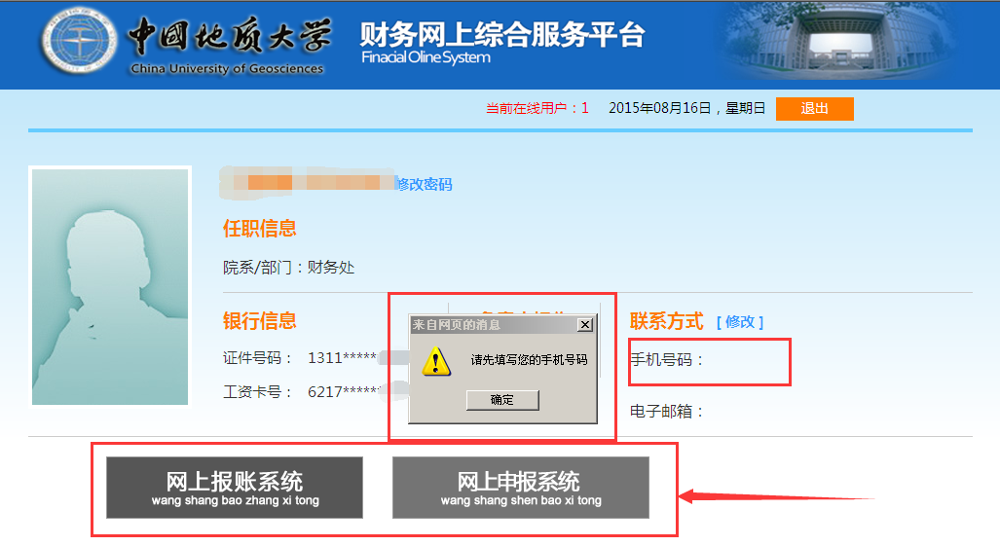 中国地质大学
China University of Geosciences
财务网上综合服务平台
Finacial Oline System
当前在线用户：1 2015年08月16日，星期日 退出
修改密码
任职信息
院系/部门：财务处
银行信息
联系方式 [ 修改 ]
来自网页的消息
证件号码： 1311*****
请先填写您的手机号码
手机号码：
工资卡号： 6217*****
确定
电子邮箱：
网上报账系统
wang shang bao zhang xi tong
网上申报系统
wang shang shen bao xi tong